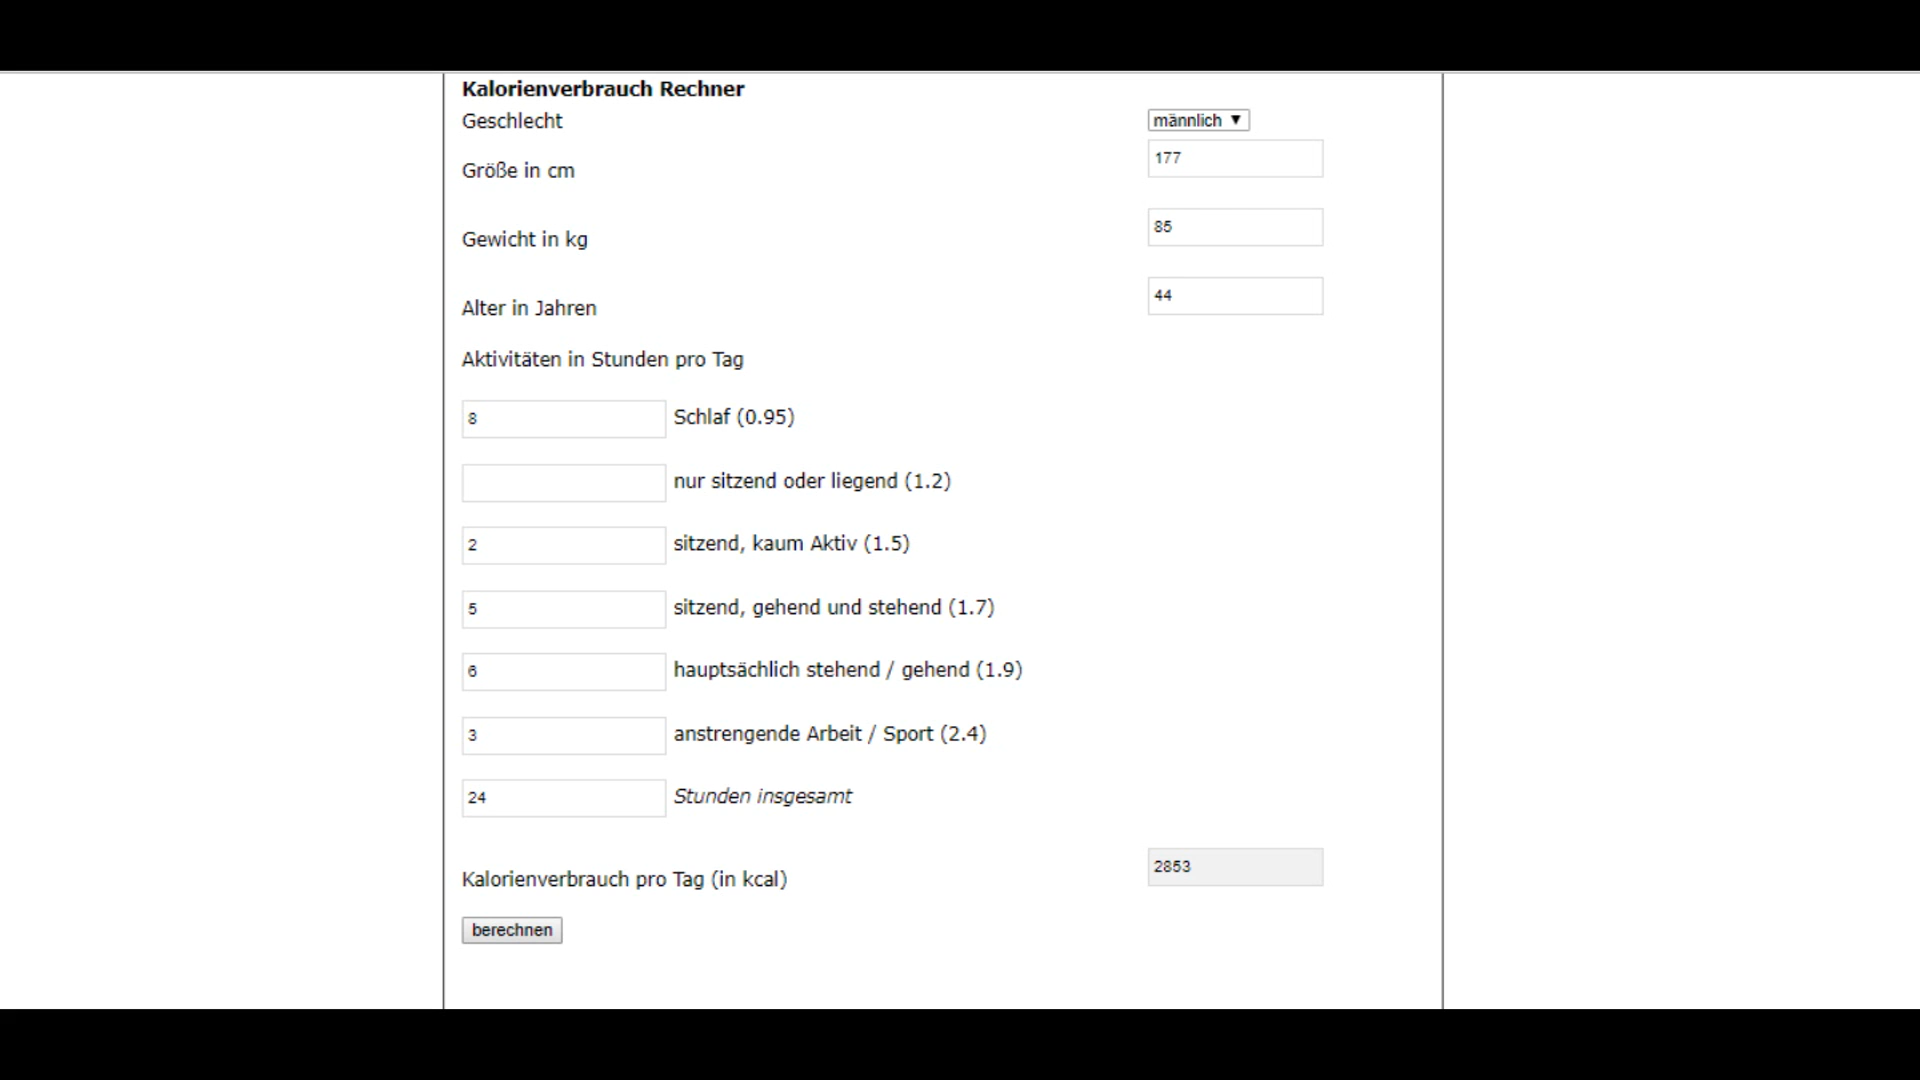 Kalorienverbrauch Rechner
Geschlecht männlich ▼
Größe in cm 177
Gewicht in kg 85
Alter in Jahren 44
Aktivitäten in Stunden pro Tag
8 Schlaf (0.95)
nur sitzend oder liegend (1.2)
2 sitzend, kaum Aktiv (1.5)
5 sitzend, gehend und stehend (1.7)
6 hauptsächlich stehend / gehend (1.9)
3 anstrengende Arbeit / Sport (2.4)
24 Stunden insgesamt
Kalorienverbrauch pro Tag (in kcal) 2853
berechnen